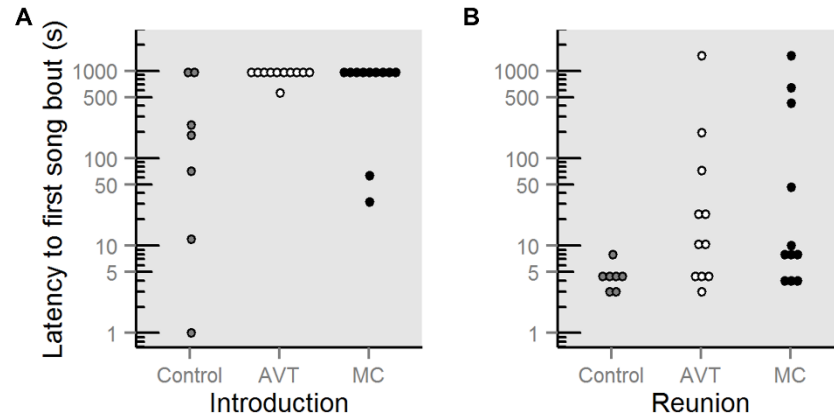 A
Latency to first song bout (s)
1000
500
100
50
10
5
1
Control AVT MC
Introduction
B
1000
500
100
50
10
5
1
Control AVT MC
Reunion